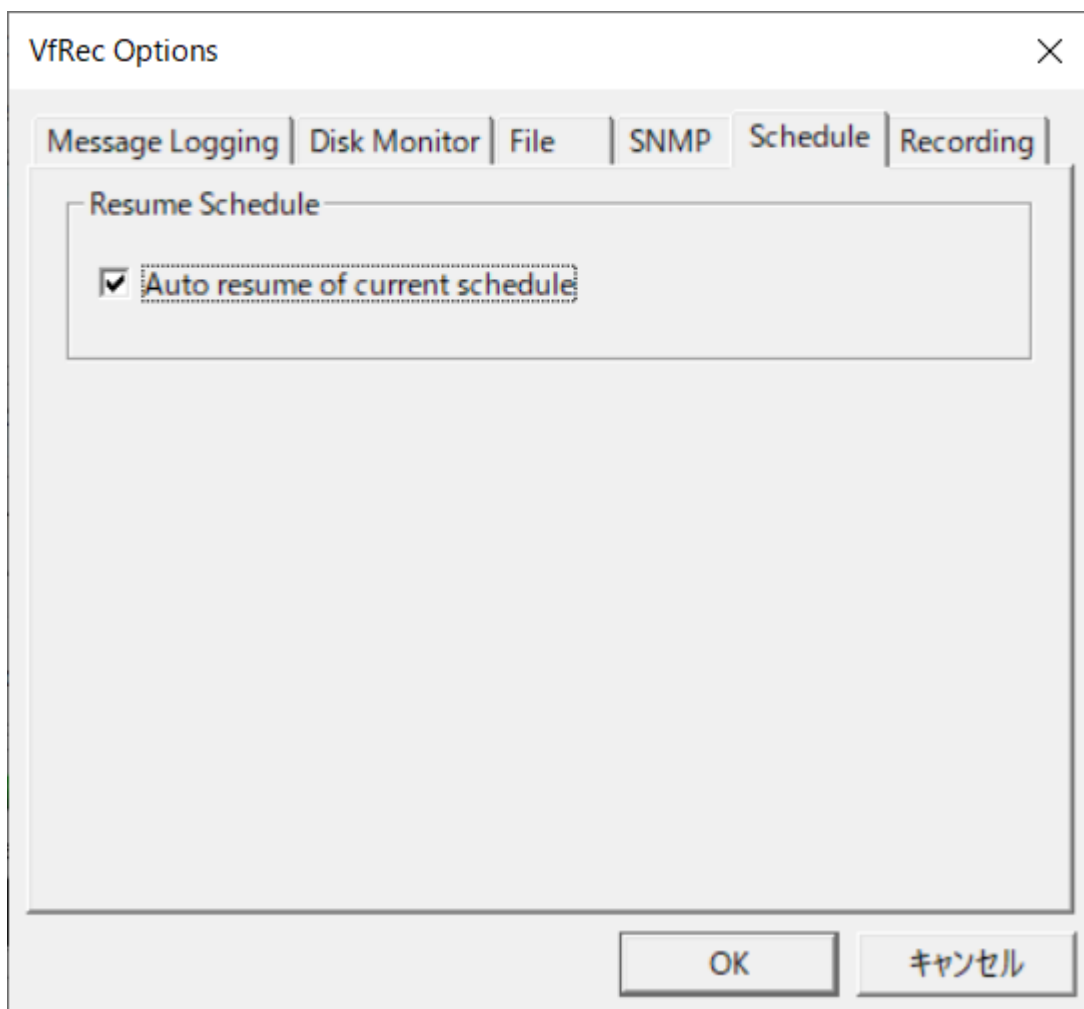 VfRec Options
Message Logging Disk Monitor File SNMP Schedule Recording
Resume Schedule
Auto resume of current schedule
OK キャンセル